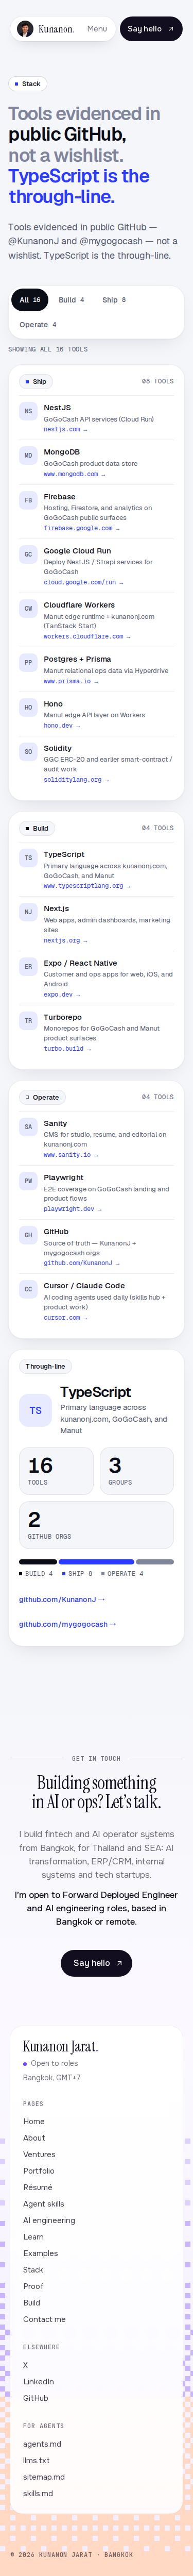 Kunanon.
Menu
Say hello ↗
Stack
Tools evidenced in
public GitHub,
not a wishlist.
TypeScript is the
through-line.
Tools evidenced in public GitHub —
@KunanonJ and @mygogocash — not a
wishlist. TypeScript is the through-line.
All 16 Build 4 Ship 8
Operate 4
SHOWING ALL 16 TOOLS
Ship 08 TOOLS
NS NestJS
GoGoCash API services (Cloud Run)
nestjs.com →
MD MongoDB
GoGoCash product data store
www.mongodb.com →
FB Firebase
Hosting, Firestore, and analytics on
GoGoCash public surfaces
firebase.google.com →
GC Google Cloud Run
Deploy NestJS / Strapi services for
GoGoCash
cloud.google.com/run →
CW Cloudflare Workers
Manut edge runtime + kunanonj.com
(TanStack Start)
workers.cloudflare.com →
PP Postgres + Prisma
Manut relational ops data via Hyperdrive
www.prisma.io →
HO Hono
Manut edge API layer on Workers
hono.dev →
SO Solidity
GGC ERC-20 and earlier smart-contract /
audit work
soliditylang.org →
Build 04 TOOLS
TS TypeScript
Primary language across kunanonj.com,
GoGoCash, and Manut
www.typescriptlang.org →
NJ Next.js
Web apps, admin dashboards, marketing
sites
nextjs.org →
ER Expo / React Native
Customer and ops apps for web, iOS, and
Android
expo.dev →
TR Turborepo
Monorepos for GoGoCash and Manut
product surfaces
turbo.build →
Operate 04 TOOLS
SA Sanity
CMS for studio, resume, and editorial on
kunanonj.com
www.sanity.io →
PW Playwright
E2E coverage on GoGoCash landing and
product flows
playwright.dev →
GH GitHub
Source of truth — KunanonJ +
mygogocash orgs
github.com/KunanonJ →
CC Cursor / Claude Code
AI coding agents used daily (skills hub +
product work)
cursor.com →
Through-line
TS TypeScript
Primary language across
kunanonj.com, GoGoCash, and
Manut
16
TOOLS
3
GROUPS
2
GITHUB ORGS
BUILD 4 SHIP 8 OPERATE 4
github.com/KunanonJ →
github.com/mygogocash →
GET IN TOUCH
Building something
in AI or ops? Let's talk.
I build fintech and AI operator systems
from Bangkok, for Thailand and SEA: AI
transformation, ERP/CRM, internal
systems and tech startups.
I'm open to Forward Deployed Engineer
and AI engineering roles, based in
Bangkok or remote.
Say hello ↗
Kunanon Jarat.
Open to roles
Bangkok, GMT+7
PAGES
Home
About
Ventures
Portfolio
Résumé
Agent skills
AI engineering
Learn
Examples
Stack
Proof
Build
Contact me
ELSEWHERE
X
LinkedIn
GitHub
FOR AGENTS
agents.md
llms.txt
sitemap.md
skills.md
© 2026 KUNANON JARAT · BANGKOK